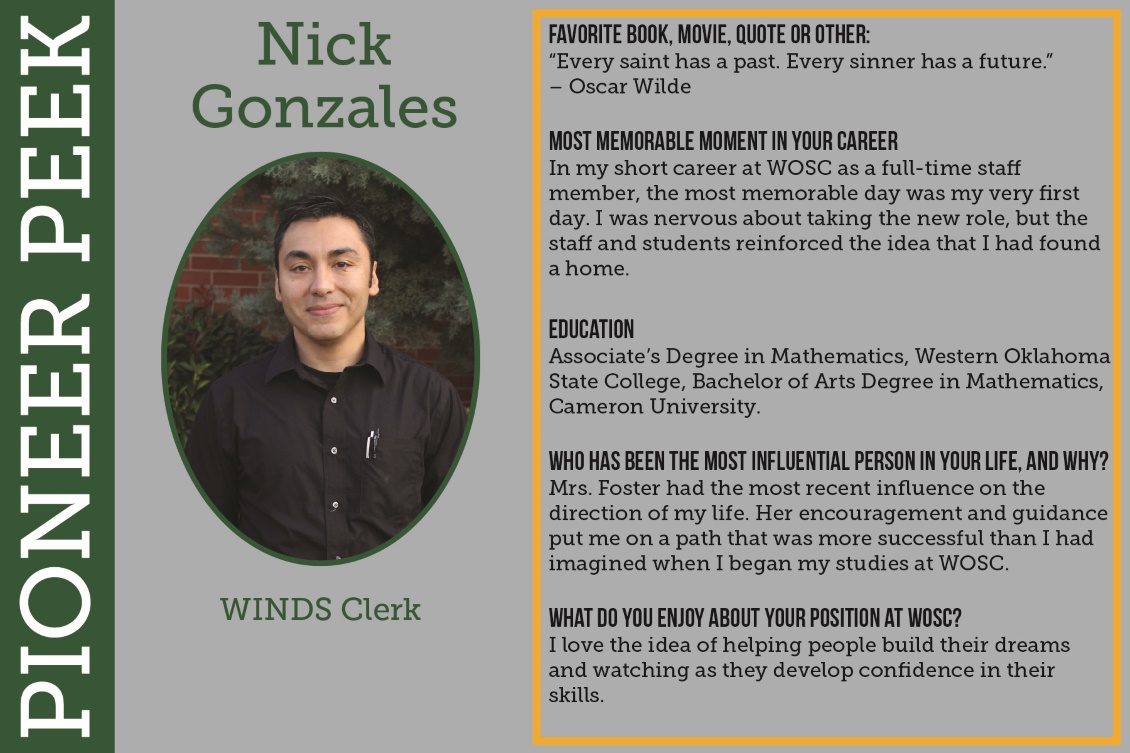 PIONEER PEEK
Nick
Gonzales
WINDS Clerk
FAVORITE BOOK, MOVIE, QUOTE OR OTHER:
“Every saint has a past. Every sinner has a future.”
– Oscar Wilde
MOST MEMORABLE MOMENT IN YOUR CAREER
In my short career at WOSC as a full-time staff
member, the most memorable day was my very first
day. I was nervous about taking the new role, but the
staff and students reinforced the idea that I had found
a home.
EDUCATION
Associate’s Degree in Mathematics, Western Oklahoma
State College, Bachelor of Arts Degree in Mathematics,
Cameron University.
WHO HAS BEEN THE MOST INFLUENTIAL PERSON IN YOUR LIFE, AND WHY?
Mrs. Foster had the most recent influence on the
direction of my life. Her encouragement and guidance
put me on a path that was more successful than I had
imagined when I began my studies at WOSC.
WHAT DO YOU ENJOY ABOUT YOUR POSITION AT WOSC?
I love the idea of helping people build their dreams
and watching as they develop confidence in their
skills.